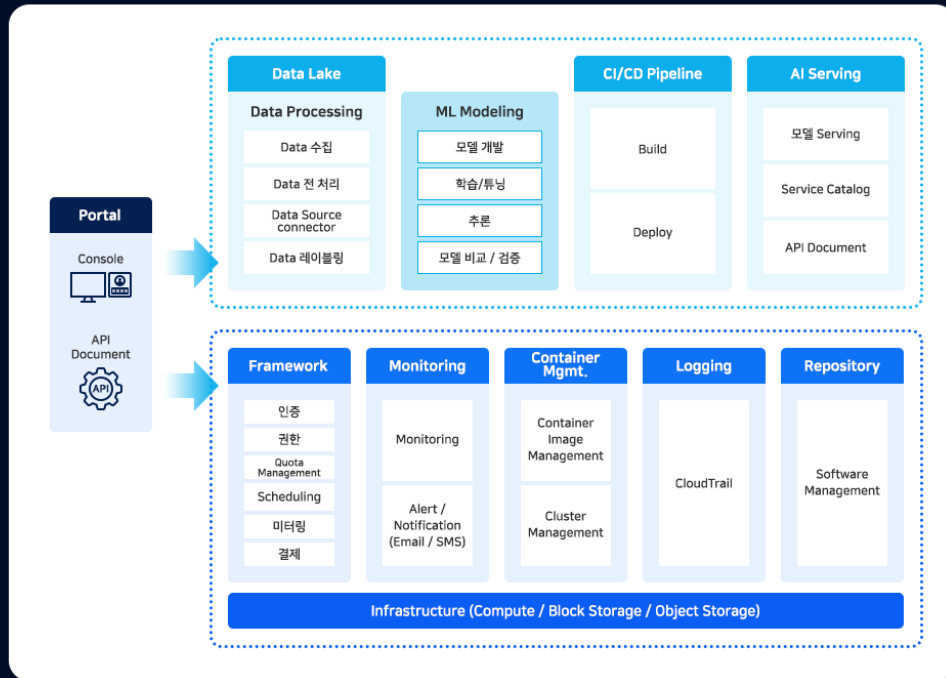 Portal
Console
API
Document
API
Data Lake
Data Processing
Data 수집
Data 전 처리
Data Source
connector
Data 레이블링
ML Modeling
모델 개발
학습/튜닝
추론
모델 비교 / 검증
CI/CD Pipeline
Build
Deploy
AI Serving
모델 Serving
Service Catalog
API Document
Framework
인증
권한
Quota
Management
Scheduling
미터링
결제
Monitoring
Monitoring
Alert /
Notification
(Email / SMS)
Container
Mgmt.
Container
Image
Management
Cluster
Management
Logging
CloudTrail
Repository
Software
Management
Infrastructure (Compute / Block Storage / Object Storage)